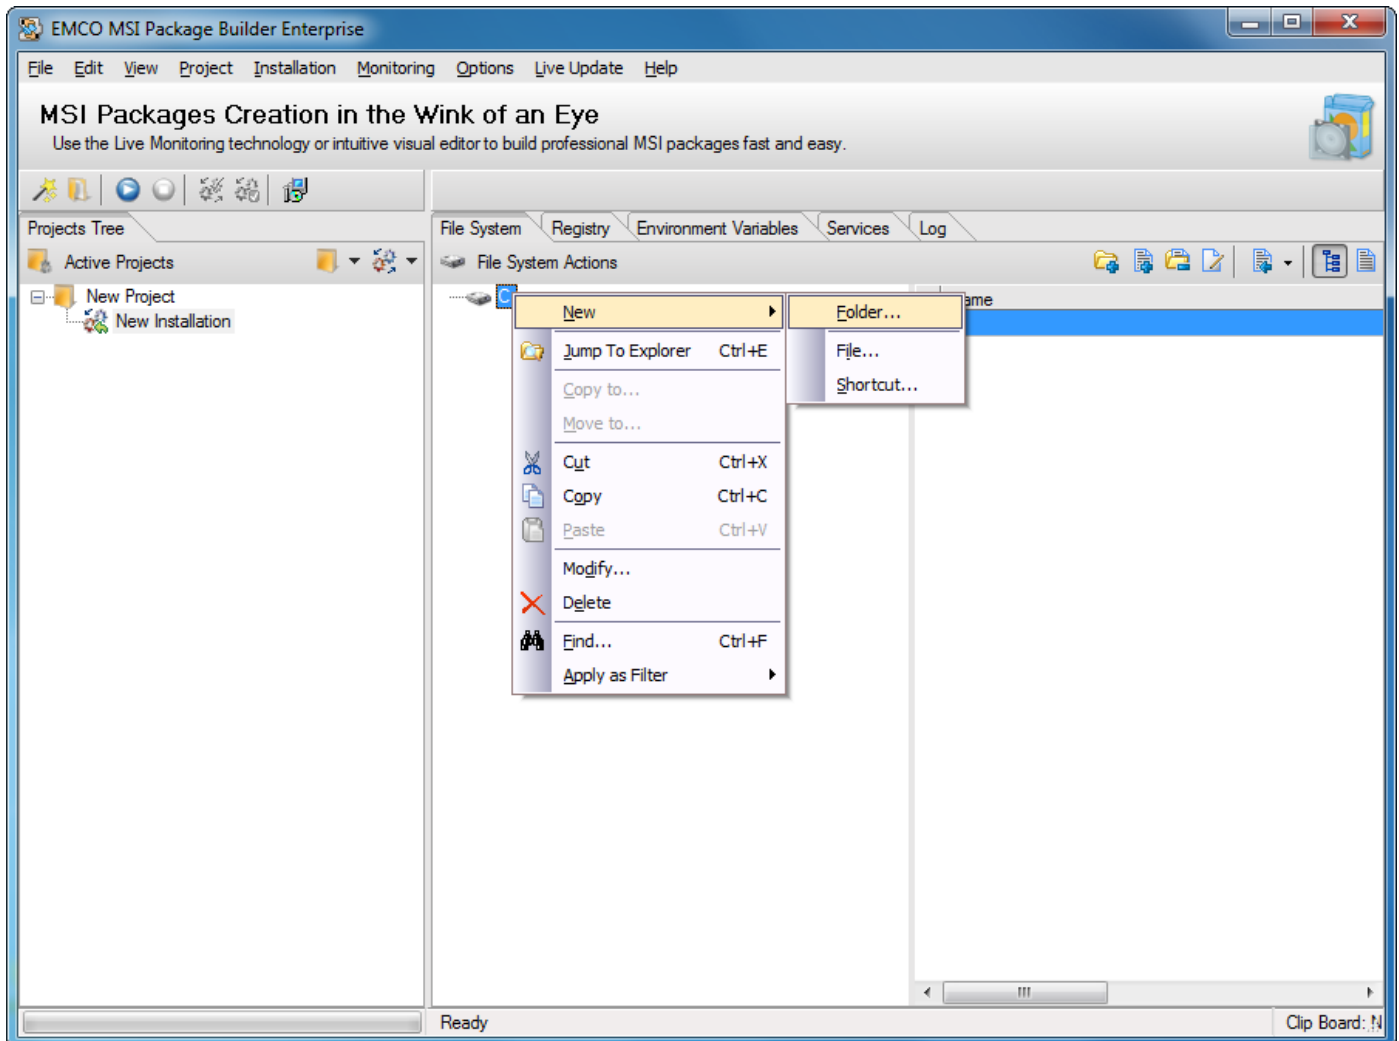 EMCO MSI Package Builder Enterprise
File Edit View Project Installation Monitoring Options Live Update Help
MSI Packages Creation in the Wink of an Eye
Use the Live Monitoring technology or intuitive visual editor to build professional MSI packages fast and easy.
Projects Tree
File System Registry Environment Variables Services Log
Active Projects
File System Actions
New Project
New Installation
C
ame
New
Folder...
Jump To Explorer Ctrl+E
File...
Copy to...
Shortcut...
Move to...
Cut Ctrl+X
Copy Ctrl+C
Paste Ctrl+V
Modify...
Delete
Find... Ctrl+F
Apply as Filter
Ready
Clip Board: N